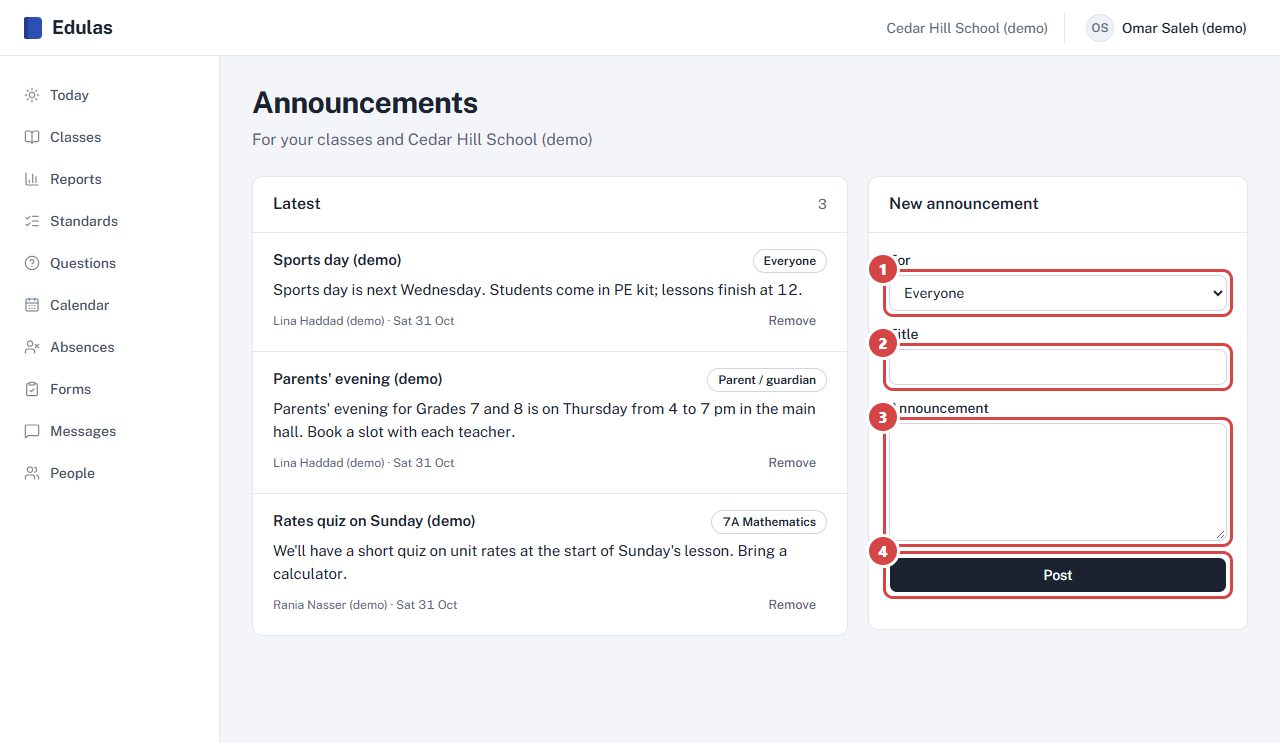 Edulas
Cedar Hill School (demo)
OS
Omar Saleh (demo)
Today
Classes
Reports
Standards
Questions
Calendar
Absences
Forms
Messages
People
Announcements
For your classes and Cedar Hill School (demo)
Latest
3
Sports day (demo)
Everyone
Sports day is next Wednesday. Students come in PE kit; lessons finish at 12.
Lina Haddad (demo) · Sat 31 Oct
Remove
Parents' evening (demo)
Parent / guardian
Parents' evening for Grades 7 and 8 is on Thursday from 4 to 7 pm in the main
hall. Book a slot with each teacher.
Lina Haddad (demo) · Sat 31 Oct
Remove
Rates quiz on Sunday (demo)
7A Mathematics
We'll have a short quiz on unit rates at the start of Sunday's lesson. Bring a
calculator.
Rania Nasser (demo) · Sat 31 Oct
Remove
New announcement
For
1
Everyone
Title
2
Announcement
3
4
Post